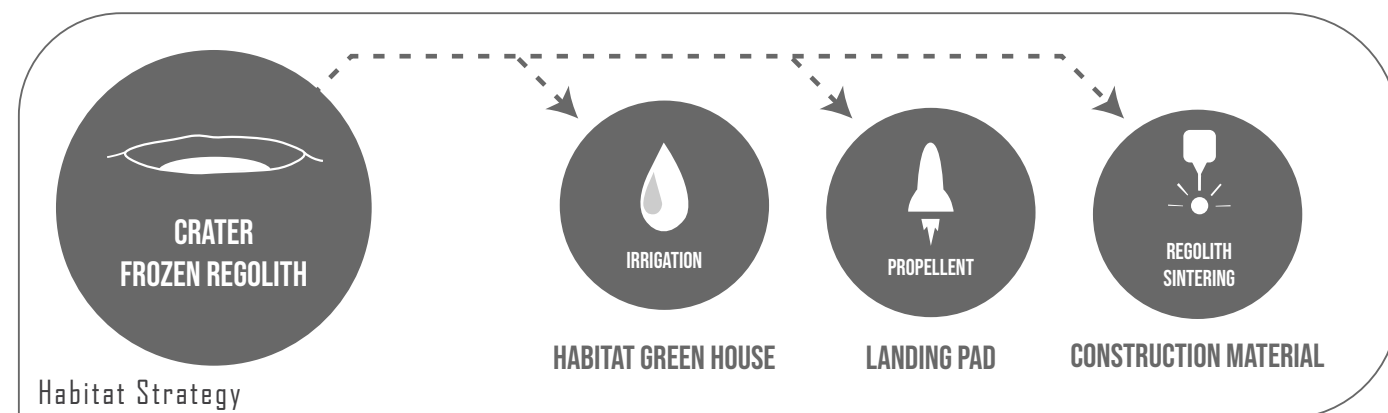 CRATER
FROZEN REGOLITH
IRRIGATION
PROPELLENT
REGOLITH
SINTERING
HABITAT GREEN HOUSE
LANDING PAD
CONSTRUCTION MATERIAL
Habitat Strategy